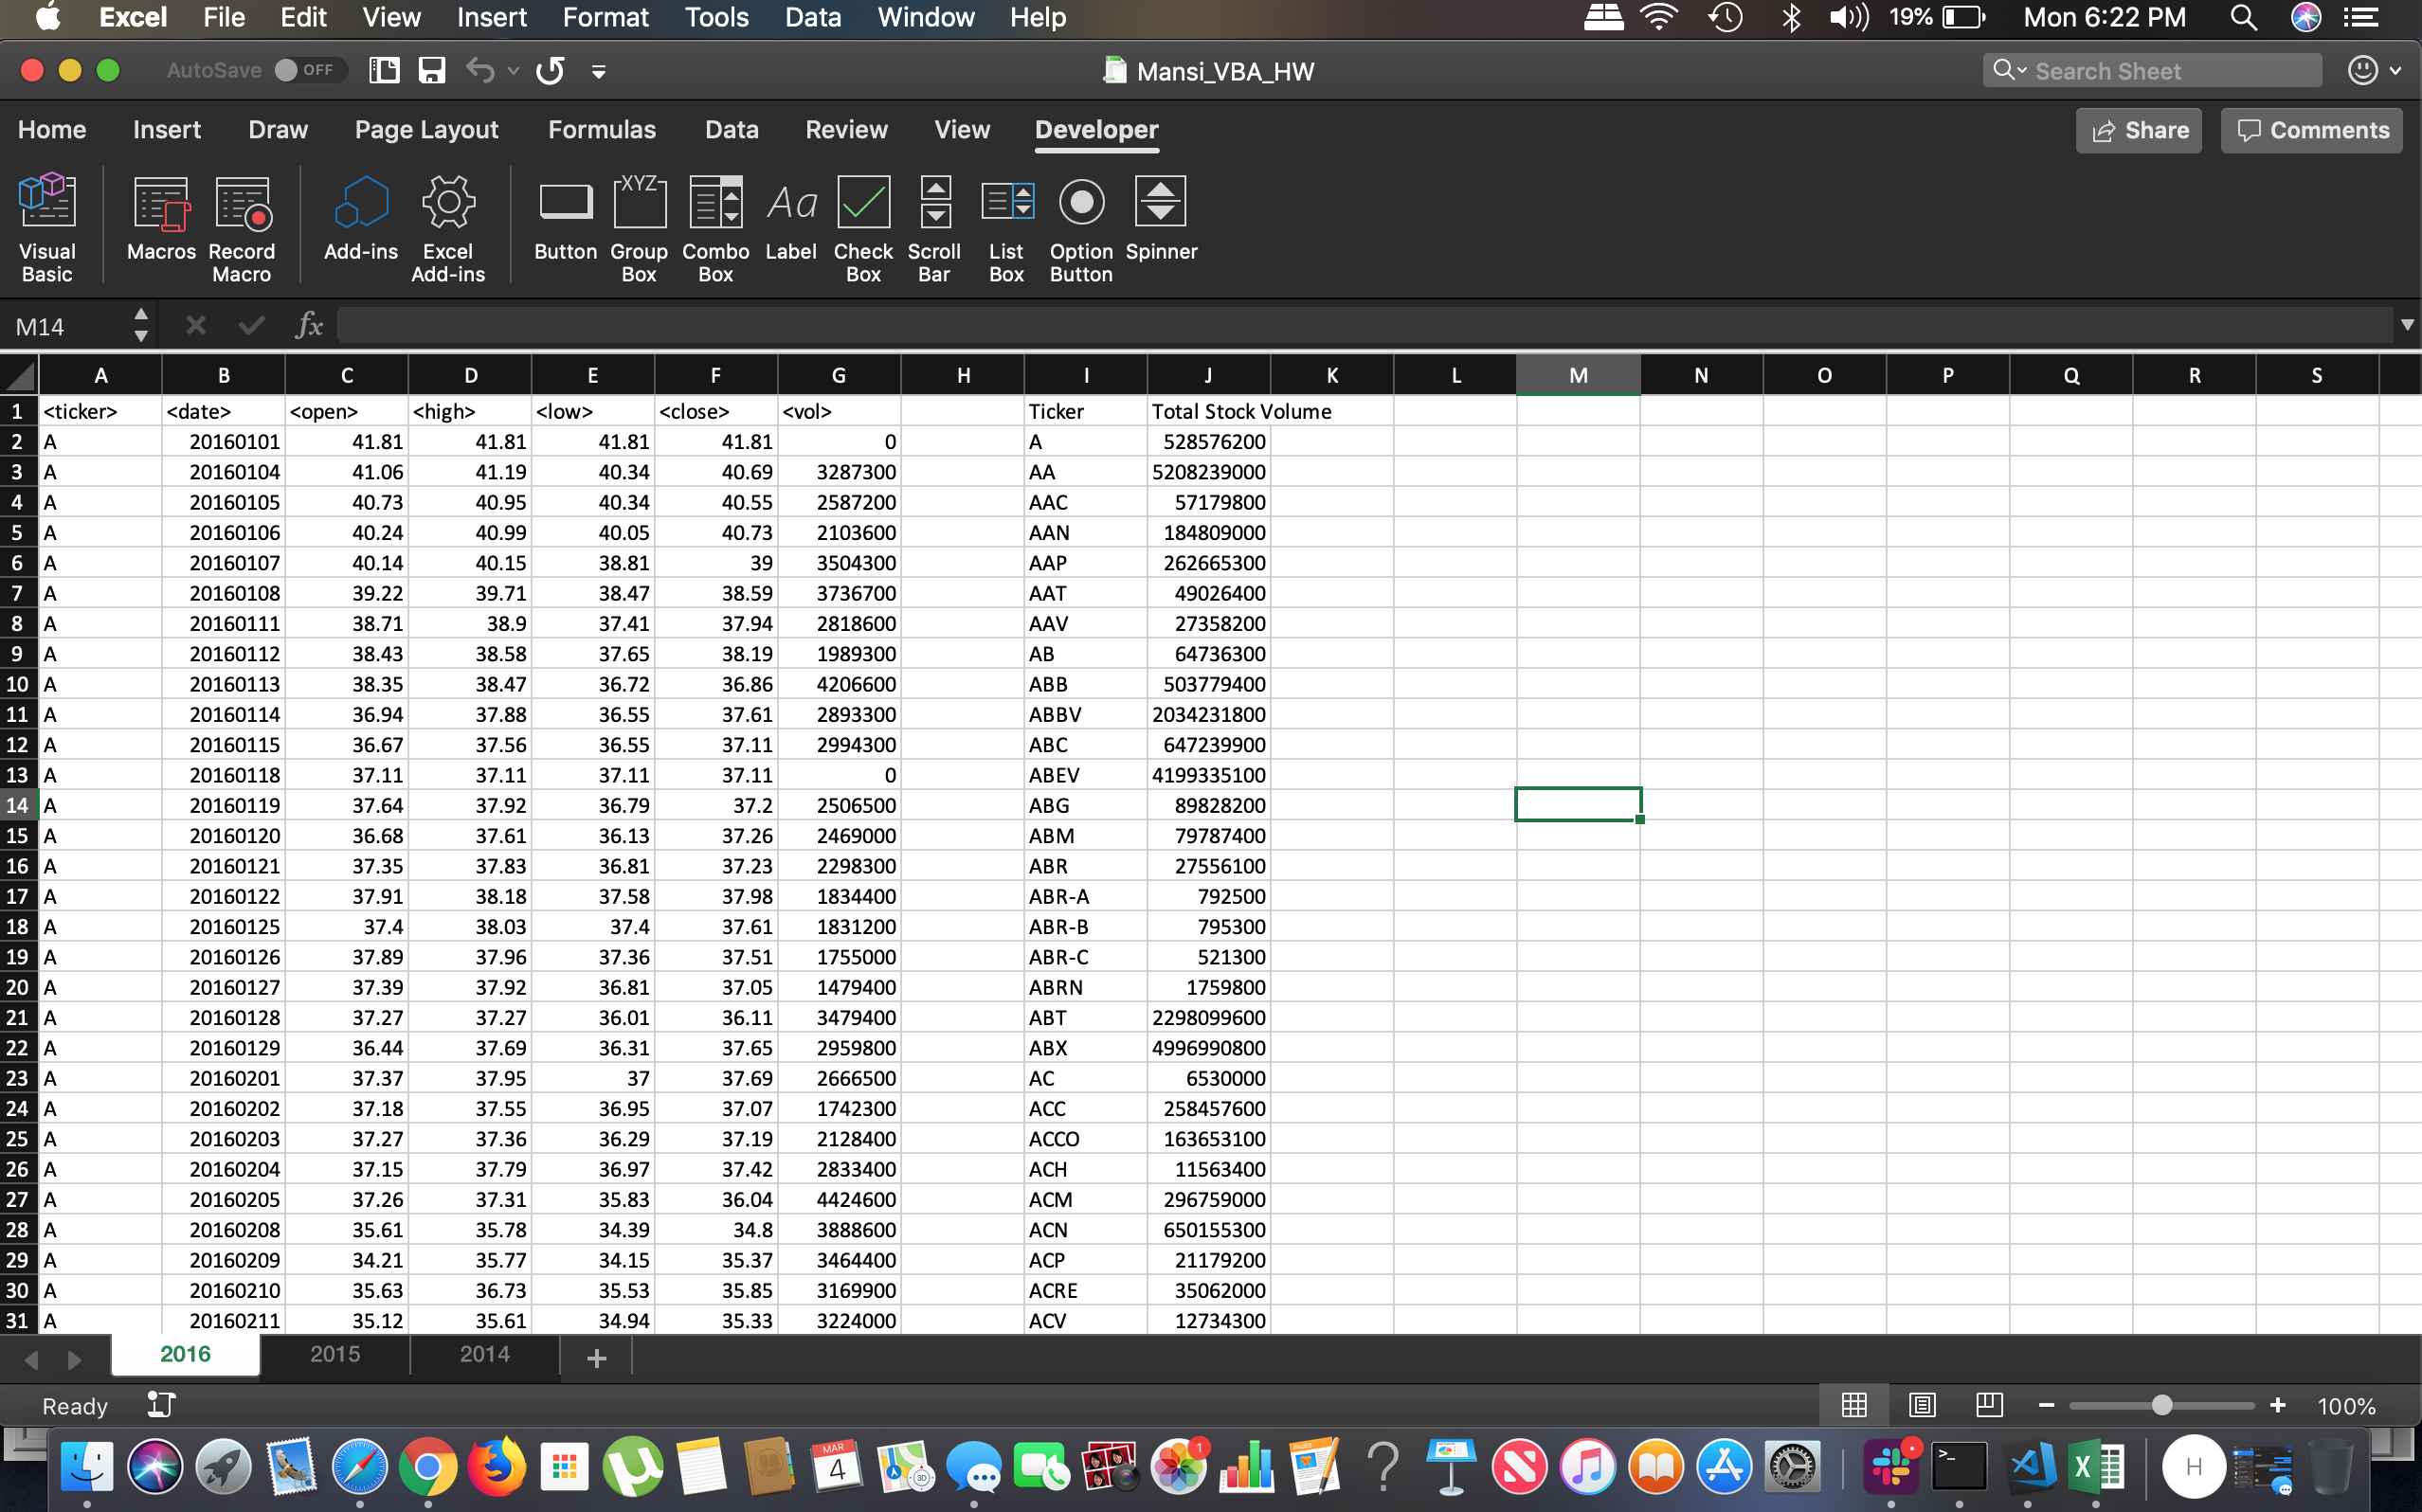 Excel File Edit View Insert Format Tools Data Window Help 19% Mon 6:22 PM
AutoSave OFF Mansi_VBA_HW Search Sheet
Home Insert Draw Page Layout Formulas Data Review View Developer Share Comments
XYZ Aa
Visual Basic Macros Record Macro Add-ins Excel Add-ins Button Group Box Combo Box Label Check Box Scroll Bar List Box Option Button Spinner
M14 fx
A B C D E F G H I J K L M N O P Q R S
1 <ticker> <date> <open> <high> <low> <close> <vol> Ticker Total Stock Volume
2 A 20160101 41.81 41.81 41.81 41.81 0 A 528576200
3 A 20160104 41.06 41.19 40.34 40.69 3287300 AA 5208239000
4 A 20160105 40.73 40.95 40.34 40.55 2587200 AAC 57179800
5 A 20160106 40.24 40.99 40.05 40.73 2103600 AAN 184809000
6 A 20160107 40.14 40.15 38.81 39 3504300 AAP 262665300
7 A 20160108 39.22 39.71 38.47 38.59 3736700 AAT 49026400
8 A 20160111 38.71 38.9 37.41 37.94 2818600 AAV 27358200
9 A 20160112 38.43 38.58 37.65 38.19 1989300 AB 64736300
10 A 20160113 38.35 38.47 36.72 36.86 4206600 ABB 503779400
11 A 20160114 36.94 37.88 36.55 37.61 2893300 ABBV 2034231800
12 A 20160115 36.67 37.56 36.55 37.11 2994300 ABC 647239900
13 A 20160118 37.11 37.11 37.11 37.11 0 ABEV 4199335100
14 A 20160119 37.64 37.92 36.79 37.2 2506500 ABG 89828200
15 A 20160120 36.68 37.61 36.13 37.26 2469000 ABM 79787400
16 A 20160121 37.35 37.83 36.81 37.23 2298300 ABR 27556100
17 A 20160122 37.91 38.18 37.58 37.98 1834400 ABR-A 792500
18 A 20160125 37.4 38.03 37.4 37.61 1831200 ABR-B 795300
19 A 20160126 37.89 37.96 37.36 37.51 1755000 ABR-C 521300
20 A 20160127 37.39 37.92 36.81 37.05 1479400 ABRN 1759800
21 A 20160128 37.27 37.27 36.01 36.11 3479400 ABT 2298099600
22 A 20160129 36.44 37.69 36.31 37.65 2959800 ABX 4996990800
23 A 20160201 37.37 37.95 37 37.69 2666500 AC 6530000
24 A 20160202 37.18 37.55 36.95 37.07 1742300 ACC 258457600
25 A 20160203 37.27 37.36 36.29 37.19 2128400 ACCO 163653100
26 A 20160204 37.15 37.79 36.97 37.42 2833400 ACH 11563400
27 A 20160205 37.26 37.31 35.83 36.04 4424600 ACM 296759000
28 A 20160208 35.61 35.78 34.39 34.8 3888600 ACN 650155300
29 A 20160209 34.21 35.77 34.15 35.37 3464400 ACP 21179200
30 A 20160210 35.63 36.73 35.53 35.85 3169900 ACRE 35062000
31 A 20160211 35.12 35.61 34.94 35.33 3224000 ACV 12734300
2016 2015 2014 +
Ready 100%
MAR 4 3D 1 PAGES H